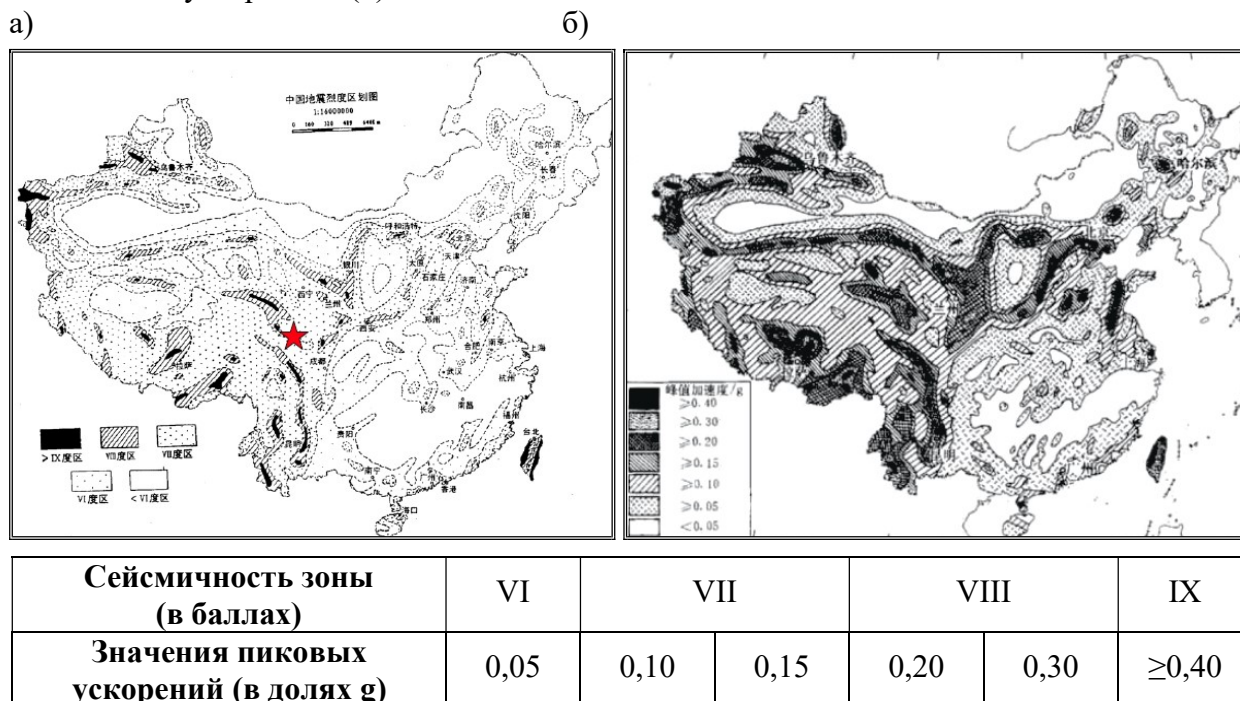 а)
б)
中国地震烈度区划图
1:16000000
乌鲁木齐
哈尔滨
长春
沈阳
呼和浩特
北京
天津
银川
太原
石家庄
济南
西宁
兰州
西安
郑州
成都
合肥
南京
上海
武汉
杭州
拉萨
长沙
南昌
贵阳
福州
台北
昆明
南宁
香港
海口
>IX度区
VIII度区
VII度区
VI度区
<VI度区
哈尔滨
峰值加速度/g
≥0.40
≥0.30
≥0.20
≥0.15
≥0.10
≥0.05
<0.05
Сейсмичность зоны
(в баллах)
VI
VII
VIII
IX
Значения пиковых
ускорений (в долях g)
0,05
0,10
0,15
0,20
0,30
≥0,40